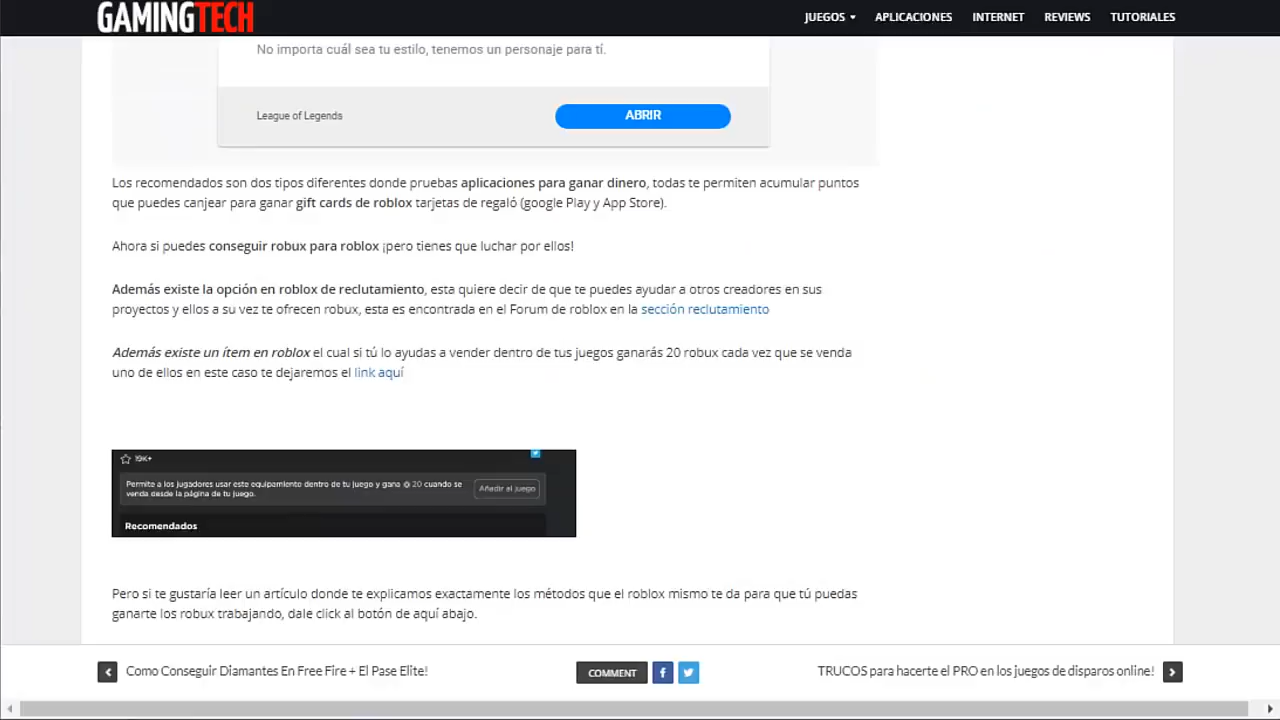 GAMINGTECH
JUEGOS APLICACIONES INTERNET REVIEWS TUTORIALES
No importa cuál sea tu estilo, tenemos un personaje para tí.
League of Legends ABRIR
Los recomendados son dos tipos diferentes donde pruebas aplicaciones para ganar dinero, todas te permiten acumular puntos
que puedes canjear para ganar gift cards de roblox tarjetas de regaló (google Play y App Store).
Ahora si puedes conseguir robux para roblox ¡pero tienes que luchar por ellos!
Además existe la opción en roblox de reclutamiento, esta quiere decir de que te puedes ayudar a otros creadores en sus
proyectos y ellos a su vez te ofrecen robux, esta es encontrada en el Forum de roblox en la sección reclutamiento
Además existe un ítem en roblox el cual si tú lo ayudas a vender dentro de tus juegos ganarás 20 robux cada vez que se venda
uno de ellos en este caso te dejaremos el link aquí
19K+
Permite a los jugadores usar este equipamiento dentro de tu juego y gana 20 cuando se
venda desde la página de tu juego.
Añadir al juego
Recomendados
Pero si te gustaría leer un artículo donde te explicamos exactamente los métodos que el roblox mismo te da para que tú puedas
ganarte los robux trabajando, dale click al botón de aquí abajo.
Como Conseguir Diamantes En Free Fire + El Pase Elite!
COMMENT
TRUCOS para hacerte el PRO en los juegos de disparos online!